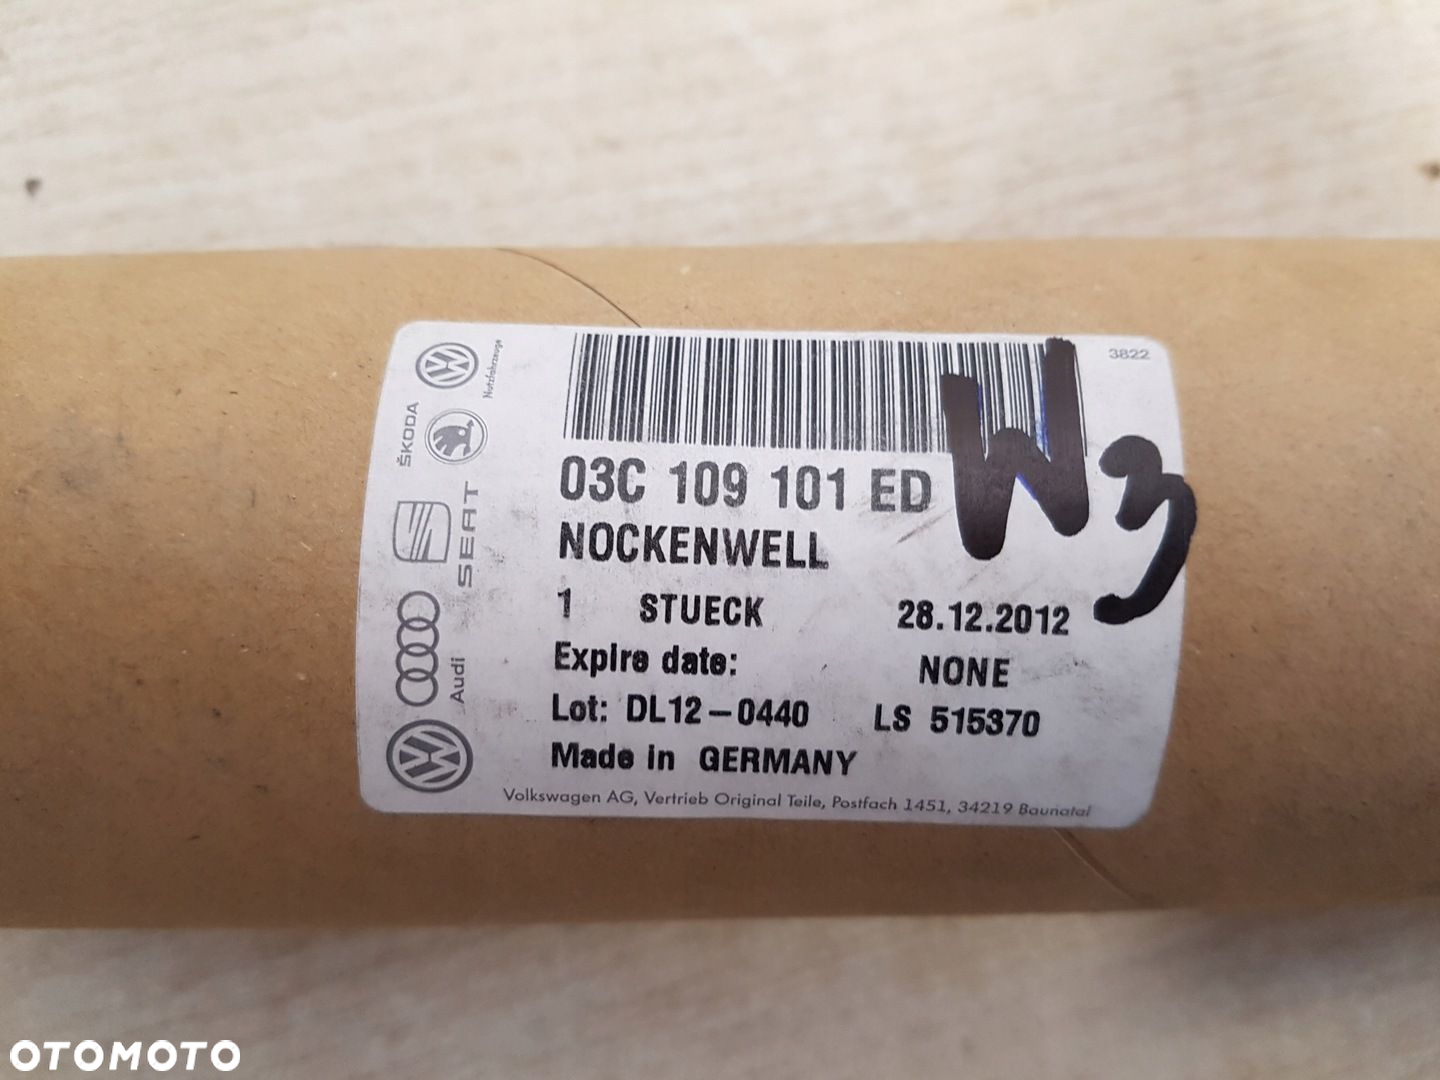 3822
Nutzfahrzeuge
ŠKODA
SEAT
Audi
03C 109 101 ED
W3
NOCKENWELL
1 STUECK 28.12.2012
Expire date: NONE
Lot: DL12-0440 LS 515370
Made in GERMANY
Volkswagen AG, Vertrieb Original Teile, Postfach 1451, 34219 Baunatal
OTOMOTO